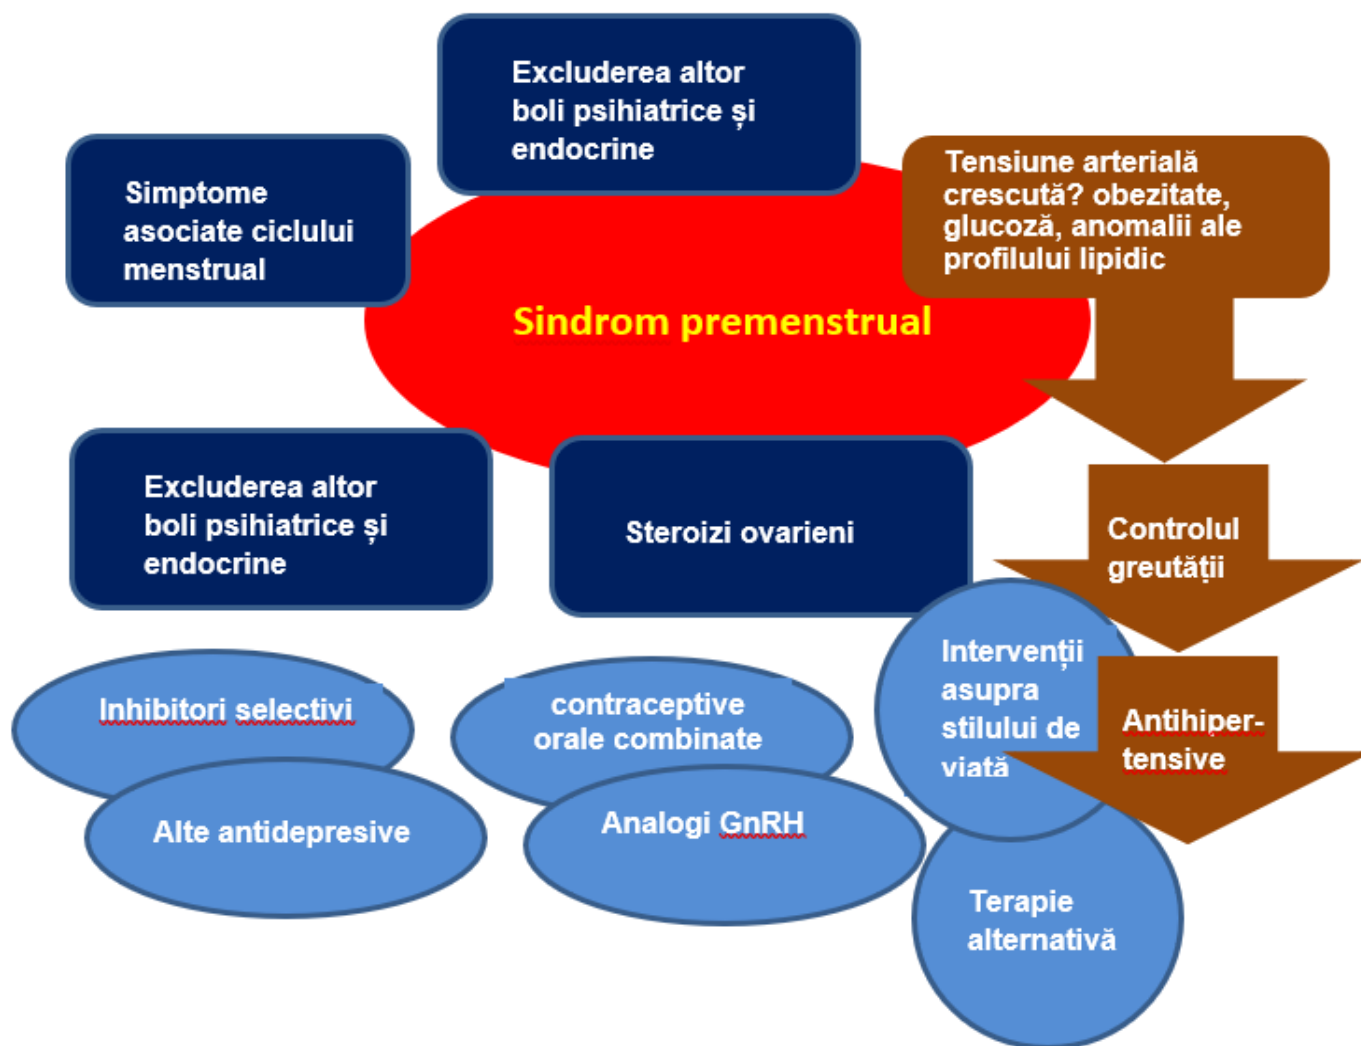 Excluderea altor
boli psihiatrice și
endocrine
Simptome
asociate ciclului
menstrual
Tensiune arterială
crescută? obezitate,
glucoză, anomalii ale
profilului lipidic
Sindrom premenstrual
Excluderea altor
boli psihiatrice și
endocrine
Steroizi ovarieni
Controlul
greutății
Inhibitori selectivi
Alte antidepresive
contraceptive
orale combinate
Analogi GnRH
Intervenții
asupra
stilului de
viată
Antihiper-
tensive
Terapie
alternativă